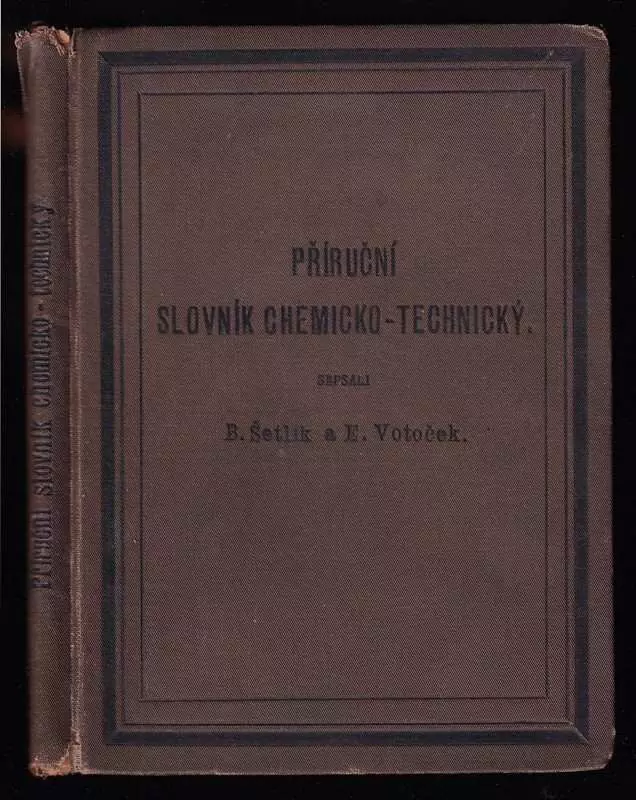 PŘÍRUČNÍ
SLOVNÍK CHEMICKO-TECHNICKÝ.
SEPSALI
B. Šetlík a E. Votoček.
Příruční slovník chemicko-technický